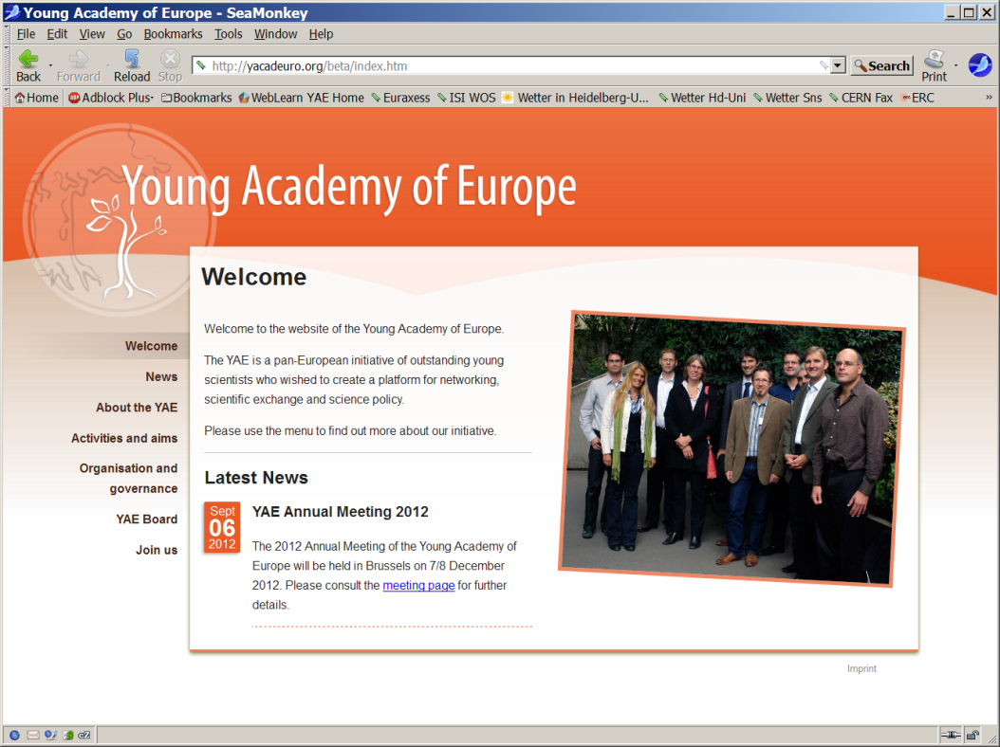 Young Academy of Europe - SeaMonkey
File Edit View Go Bookmarks Tools Window Help
Back Forward Reload Stop
http://yacadeuro.org/beta/index.htm
Search
Print
Home Adblock Plus Bookmarks WebLearn YAE Home Euraxess ISI WOS Wetter in Heidelberg-U... Wetter Hd-Uni Wetter Sns CERN Fax ERC »
Young Academy of Europe
Welcome
News
About the YAE
Activities and aims
Organisation and
governance
YAE Board
Join us
Welcome
Welcome to the website of the Young Academy of Europe.
The YAE is a pan-European initiative of outstanding young
scientists who wished to create a platform for networking,
scientific exchange and science policy.
Please use the menu to find out more about our initiative.
Latest News
Sept
06
2012
YAE Annual Meeting 2012
The 2012 Annual Meeting of the Young Academy of
Europe will be held in Brussels on 7/8 December
2012. Please consult the meeting page for further
details.
Imprint